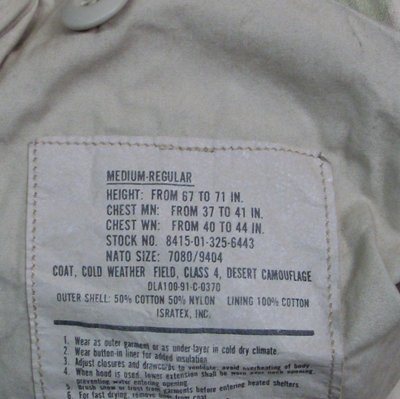 MEDIUM-REGULAR
HEIGHT: FROM 67 TO 71 IN.
CHEST MN: FROM 37 TO 41 IN.
CHEST WN: FROM 40 TO 44 IN.
STOCK NO. 8415-01-325-6443
NATO SIZE: 7080/9404
COAT, COLD WEATHER FIELD, CLASS 4, DESERT CAMOUFLAGE
DLA100-91-C-0370
OUTER SHELL: 50% COTTON 50% NYLON LINING 100% COTTON
ISRATEX, INC.
1. Wear as outer garment or as under-layer in cold dry climate.
2. Wear button-in liner for added insulation.
3. Adjust closures and drawcords to ventilate, avoid overheating of body
4. When hood is used, lower extension shall be worn over neck opening
preventing water entering opening.
5. Brush snow or frost from garments before entering heated shelters
6. For fast drying, remove from coat